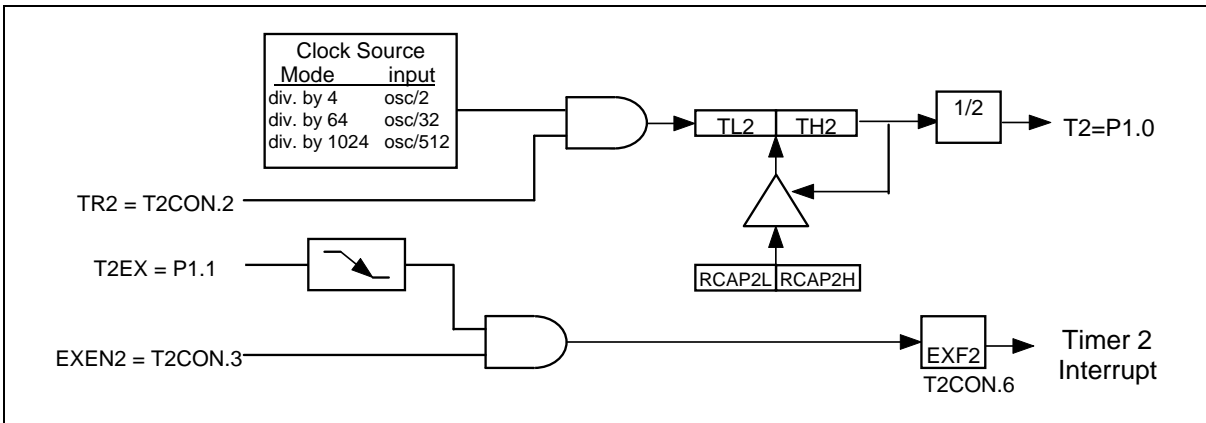 Clock Source
Mode input
div. by 4 osc/2
div. by 64 osc/32
div. by 1024 osc/512
TL2 TH2
1/2
T2=P1.0
TR2 = T2CON.2
T2EX = P1.1
RCAP2L RCAP2H
EXEN2 = T2CON.3
EXF2
T2CON.6
Timer 2
Interrupt